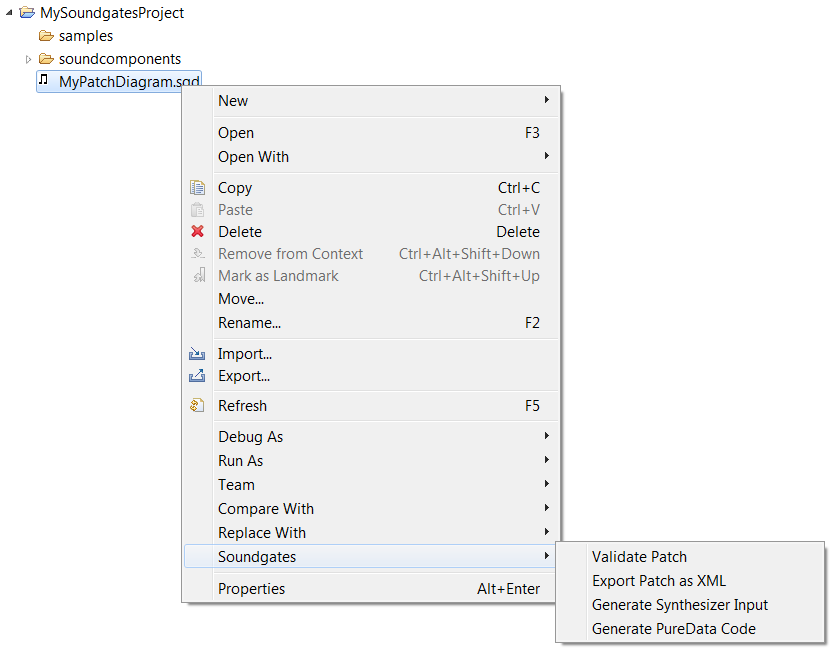 MySoundgatesProject
samples
soundcomponents
MyPatchDiagram.sgd
New
Open F3
Open With
Copy Ctrl+C
Paste Ctrl+V
Delete Delete
Remove from Context Ctrl+Alt+Shift+Down
Mark as Landmark Ctrl+Alt+Shift+Up
Move...
Rename... F2
Import...
Export...
Refresh F5
Debug As
Run As
Team
Compare With
Replace With
Soundgates
Properties Alt+Enter
Validate Patch
Export Patch as XML
Generate Synthesizer Input
Generate PureData Code